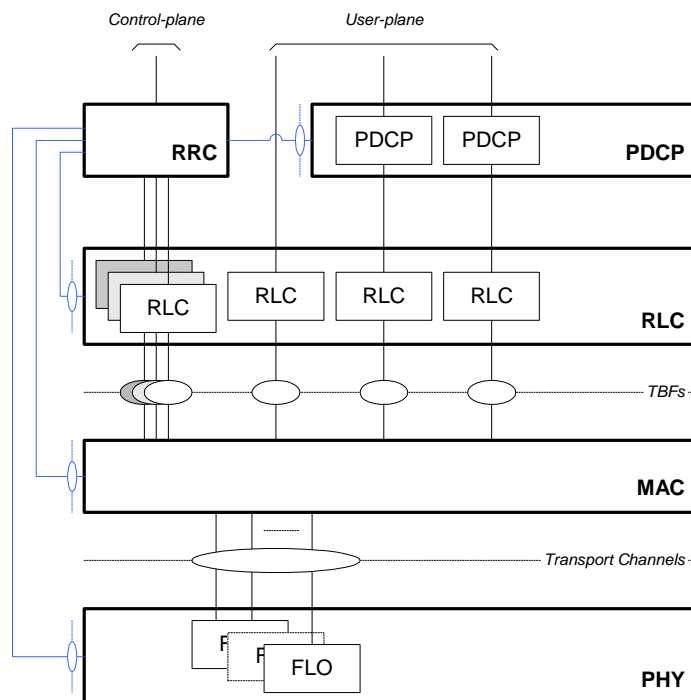 Control-plane
User-plane
RRC
PDCP
PDCP
PDCP
RLC
RLC
RLC
RLC
RLC
TBFs
MAC
Transport Channels
F
F
FLO
PHY